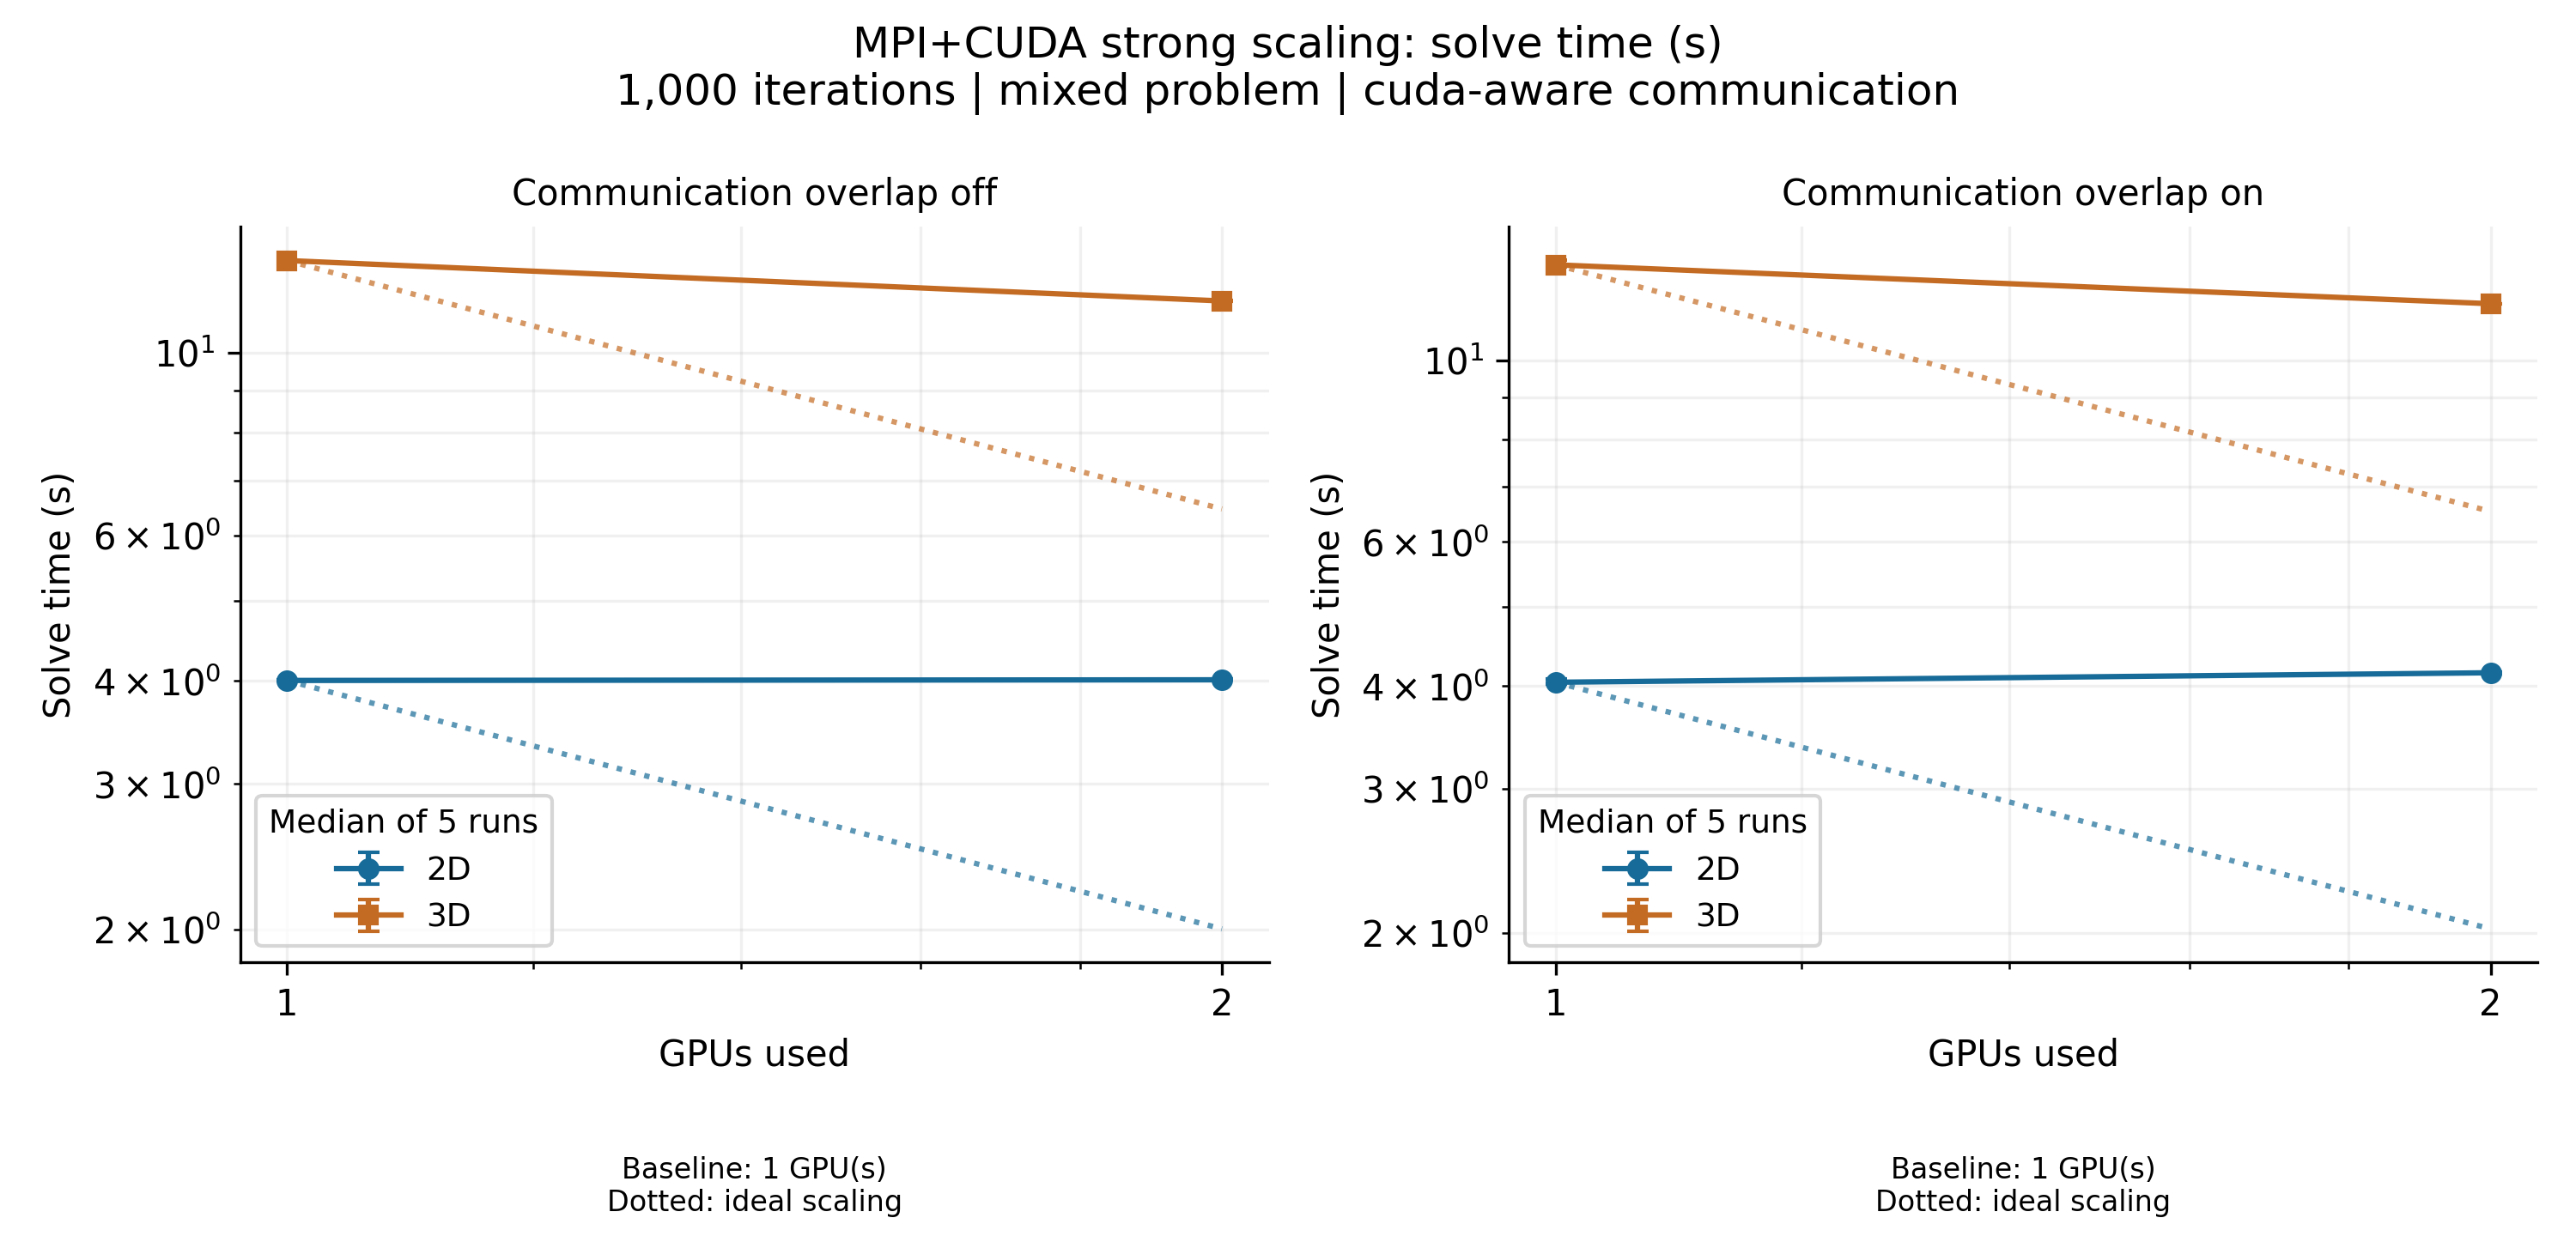 MPI+CUDA strong scaling: solve time (s)
1,000 iterations | mixed problem | cuda-aware communication
Communication overlap off
Solve time (s)
10¹
6 × 10⁰
4 × 10⁰
3 × 10⁰
2 × 10⁰
Median of 5 runs
2D
3D
1
2
GPUs used
Baseline: 1 GPU(s)
Dotted: ideal scaling
Communication overlap on
Solve time (s)
10¹
6 × 10⁰
4 × 10⁰
3 × 10⁰
2 × 10⁰
Median of 5 runs
2D
3D
1
2
GPUs used
Baseline: 1 GPU(s)
Dotted: ideal scaling